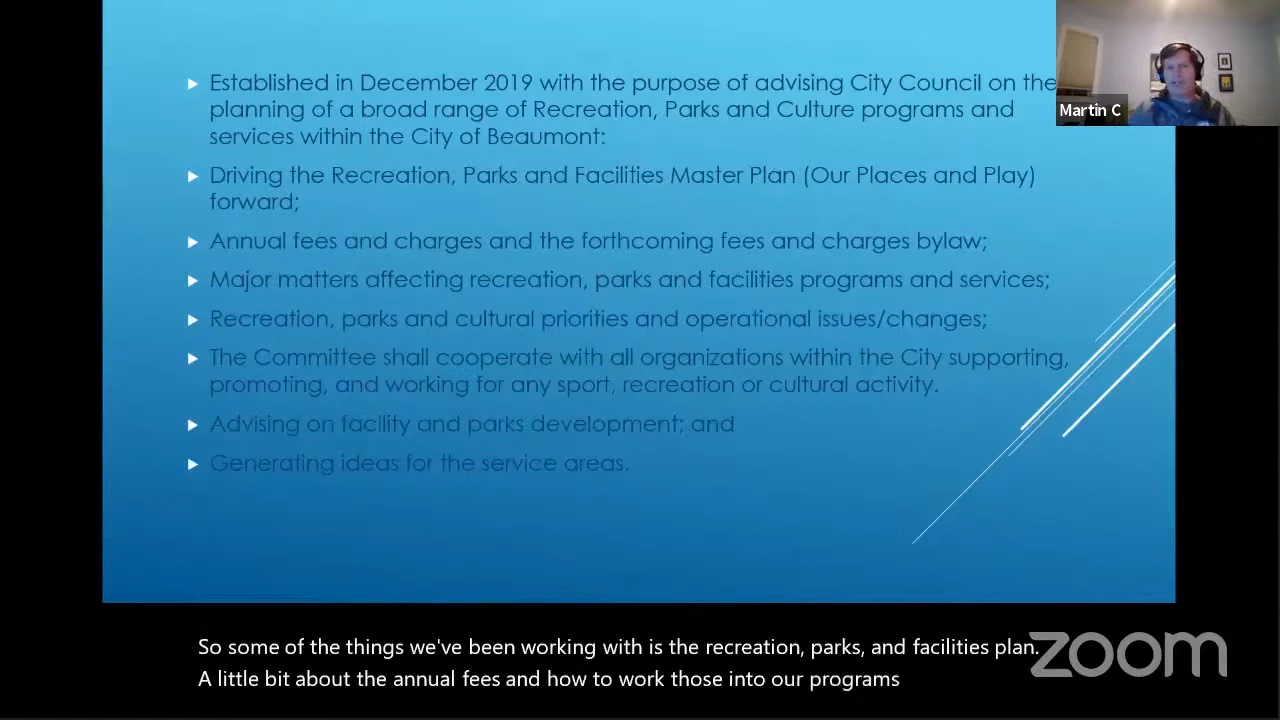 Established in December 2019 with the purpose of advising City Council on the
planning of a broad range of Recreation, Parks and Culture programs and
services within the City of Beaumont:
Driving the Recreation, Parks and Facilities Master Plan (Our Places and Play)
forward;
Annual fees and charges and the forthcoming fees and charges bylaw;
Major matters affecting recreation, parks and facilities programs and services;
Recreation, parks and cultural priorities and operational issues/changes;
The Committee shall cooperate with all organizations within the City supporting,
promoting, and working for any sport, recreation or cultural activity.
Advising on facility and parks development; and
Generating ideas for the service areas.
Martin C
So some of the things we've been working with is the recreation, parks, and facilities plan.
A little bit about the annual fees and how to work those into our programs
zoom